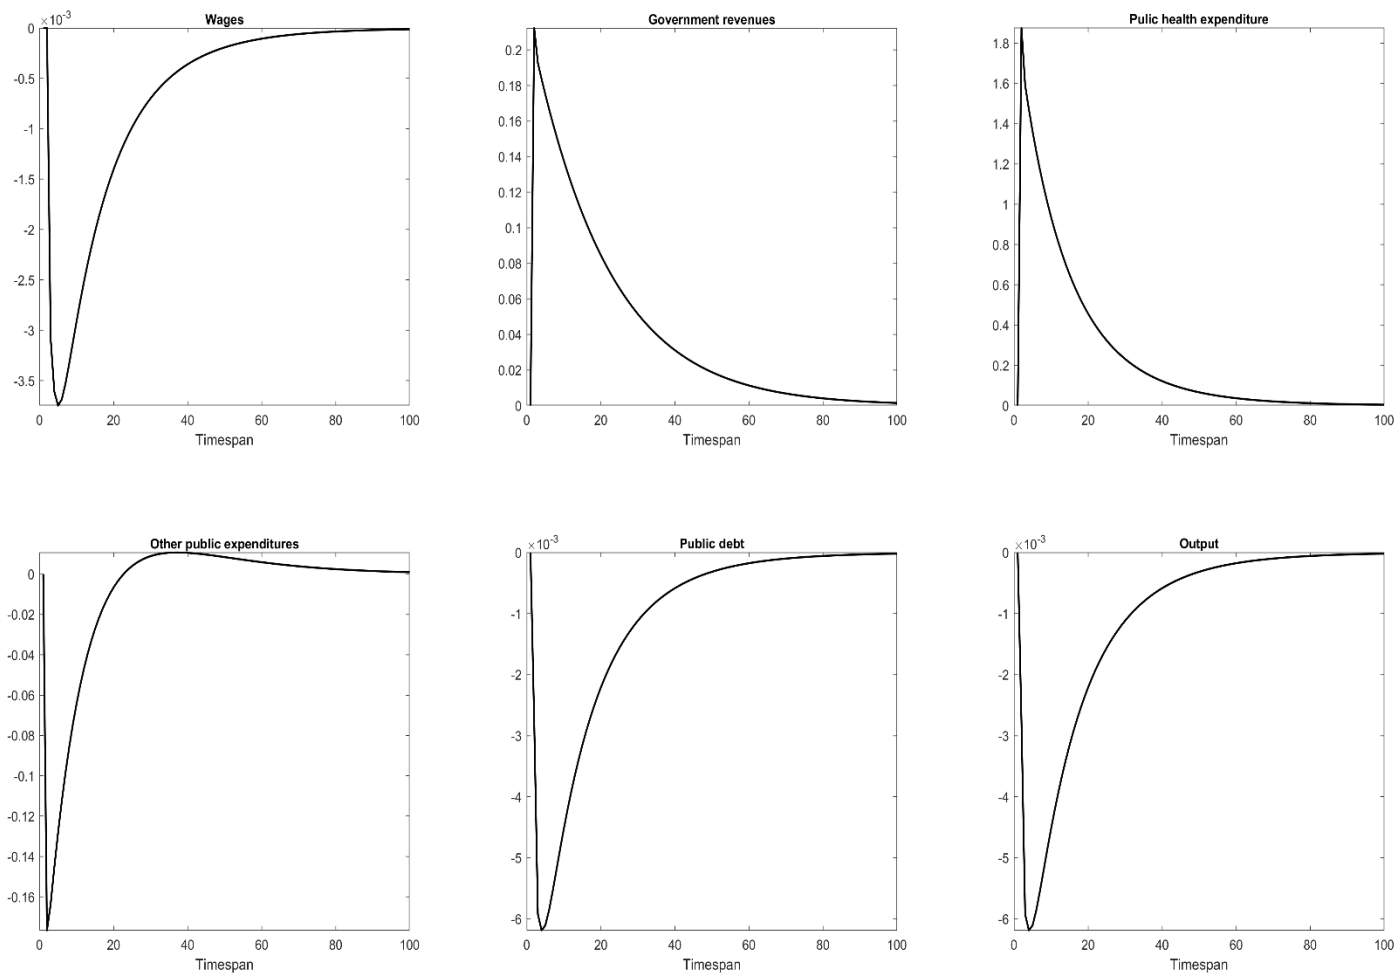 ×10⁻³ Wages
0
-0.5
-1
-1.5
-2
-2.5
-3
-3.5
0 20 40 60 80 100
Timespan
Government revenues
0.2
0.18
0.16
0.14
0.12
0.1
0.08
0.06
0.04
0.02
0
0 20 40 60 80 100
Timespan
Pulic health expenditure
1.8
1.6
1.4
1.2
1
0.8
0.6
0.4
0.2
0
0 20 40 60 80 100
Timespan
Other public expenditures
0
-0.02
-0.04
-0.06
-0.08
-0.1
-0.12
-0.14
-0.16
0 20 40 60 80 100
Timespan
×10⁻³ Public debt
0
-1
-2
-3
-4
-5
-6
0 20 40 60 80 100
Timespan
×10⁻³ Output
0
-1
-2
-3
-4
-5
-6
0 20 40 60 80 100
Timespan